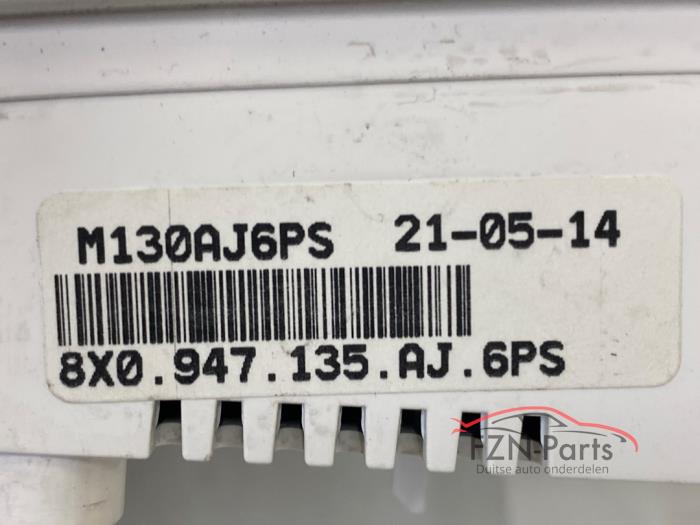 M130AJ6PS 21-05-14
8X0.947.135.AJ.6PS
FZN-Parts
Duitse auto onderdelen